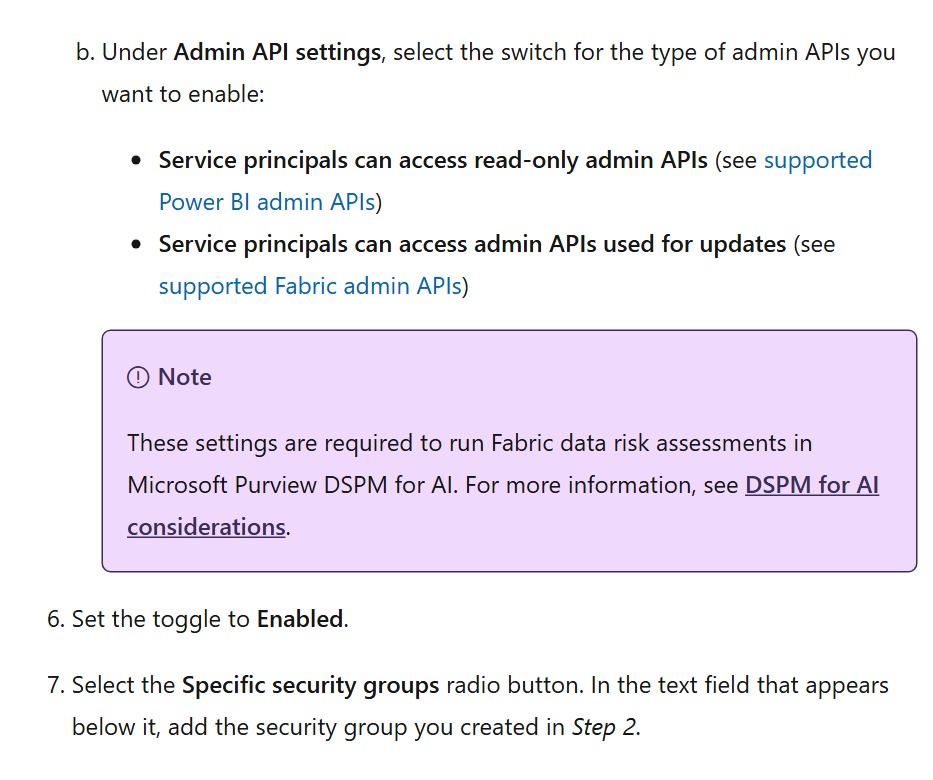 b. Under Admin API settings, select the switch for the type of admin APIs you
want to enable:
• Service principals can access read-only admin APIs (see supported
Power BI admin APIs)
• Service principals can access admin APIs used for updates (see
supported Fabric admin APIs)
Note
These settings are required to run Fabric data risk assessments in
Microsoft Purview DSPM for AI. For more information, see DSPM for AI
considerations.
6. Set the toggle to Enabled.
7. Select the Specific security groups radio button. In the text field that appears
below it, add the security group you created in Step 2.